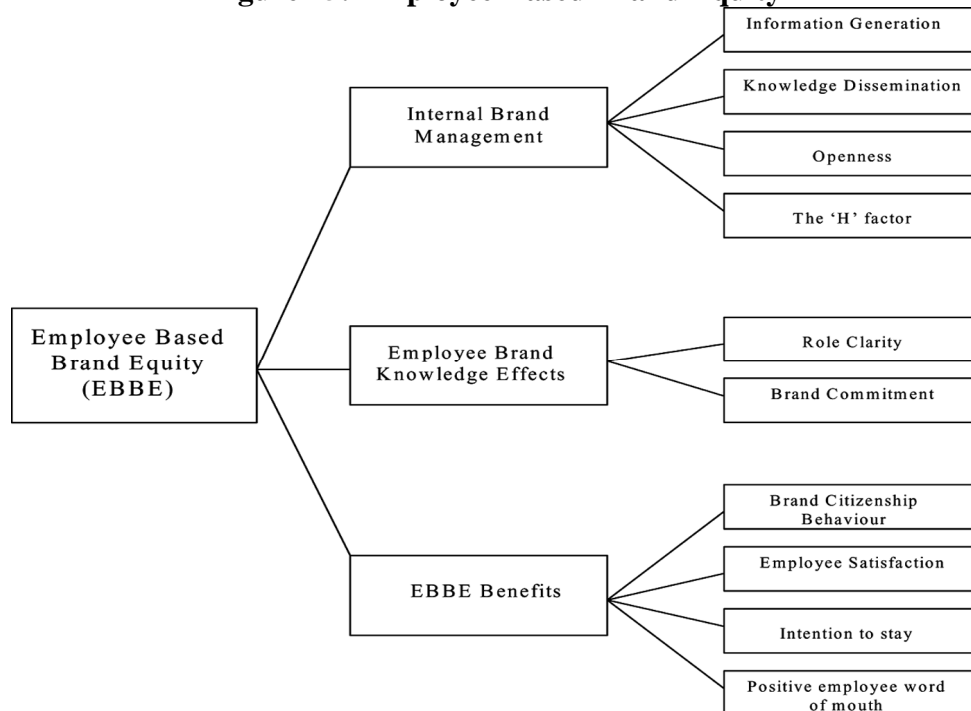 Employee Based
Brand Equity
(EBBE)
Internal Brand
Management
Information Generation
Knowledge Dissemination
Openness
The ‘H’ factor
Employee Brand
Knowledge Effects
Role Clarity
Brand Commitment
EBBE Benefits
Brand Citizenship
Behaviour
Employee Satisfaction
Intention to stay
Positive employee word
of mouth